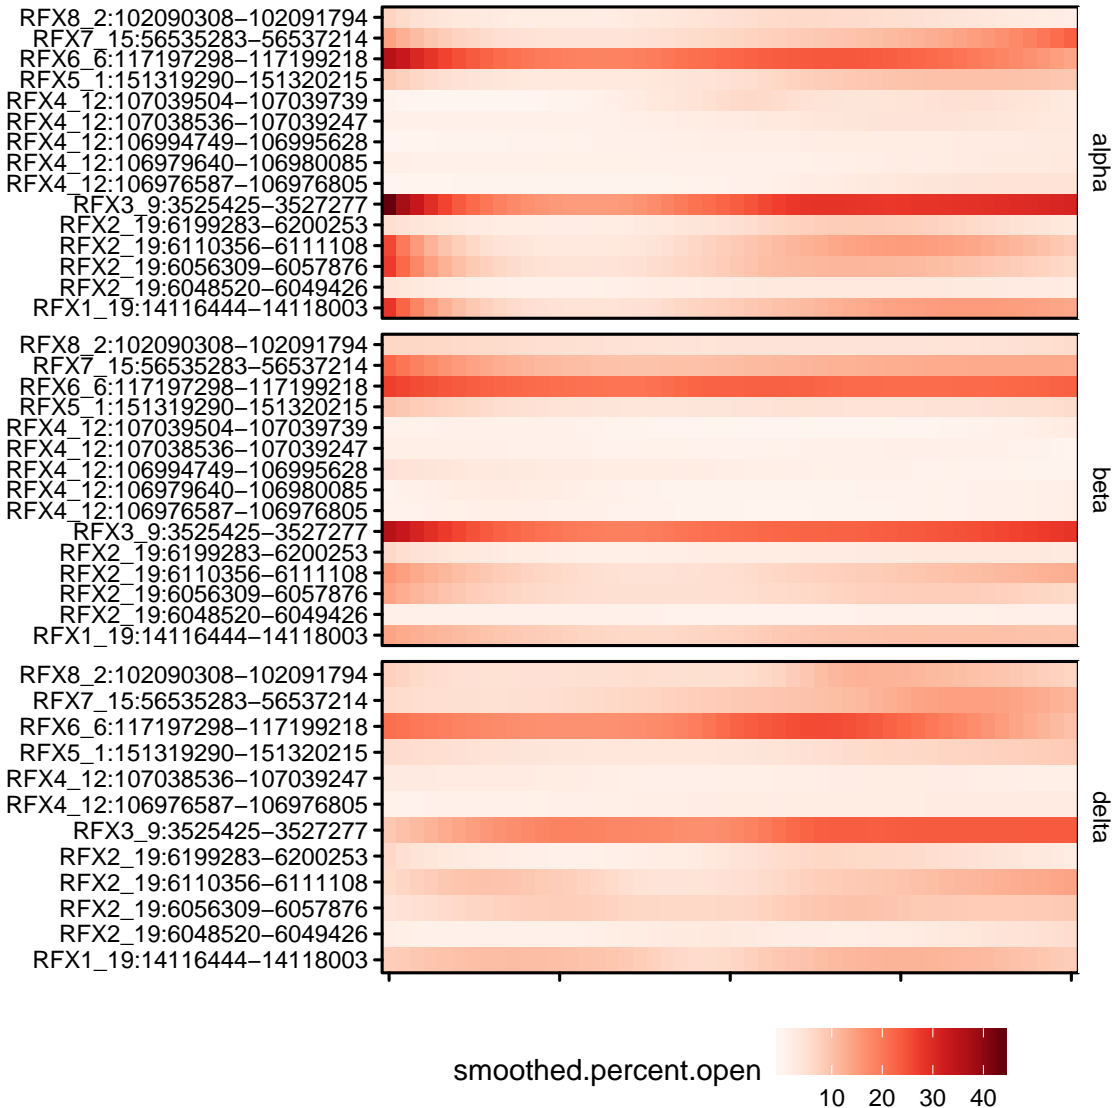 RFX8_2:102090308−102091794
RFX7_15:56535283−56537214
RFX6_6:117197298−117199218
RFX5_1:151319290−151320215
RFX4_12:107039504−107039739
RFX4_12:107038536−107039247
RFX4_12:106994749−106995628
RFX4_12:106979640−106980085
RFX4_12:106976587−106976805
RFX3_9:3525425−3527277
RFX2_19:6199283−6200253
RFX2_19:6110356−6111108
RFX2_19:6056309−6057876
RFX2_19:6048520−6049426
RFX1_19:14116444−14118003
alpha
RFX8_2:102090308−102091794
RFX7_15:56535283−56537214
RFX6_6:117197298−117199218
RFX5_1:151319290−151320215
RFX4_12:107039504−107039739
RFX4_12:107038536−107039247
RFX4_12:106994749−106995628
RFX4_12:106979640−106980085
RFX4_12:106976587−106976805
RFX3_9:3525425−3527277
RFX2_19:6199283−6200253
RFX2_19:6110356−6111108
RFX2_19:6056309−6057876
RFX2_19:6048520−6049426
RFX1_19:14116444−14118003
beta
RFX8_2:102090308−102091794
RFX7_15:56535283−56537214
RFX6_6:117197298−117199218
RFX5_1:151319290−151320215
RFX4_12:107038536−107039247
RFX4_12:106976587−106976805
RFX3_9:3525425−3527277
RFX2_19:6199283−6200253
RFX2_19:6110356−6111108
RFX2_19:6056309−6057876
RFX2_19:6048520−6049426
RFX1_19:14116444−14118003
delta
smoothed.percent.open
10 20 30 40